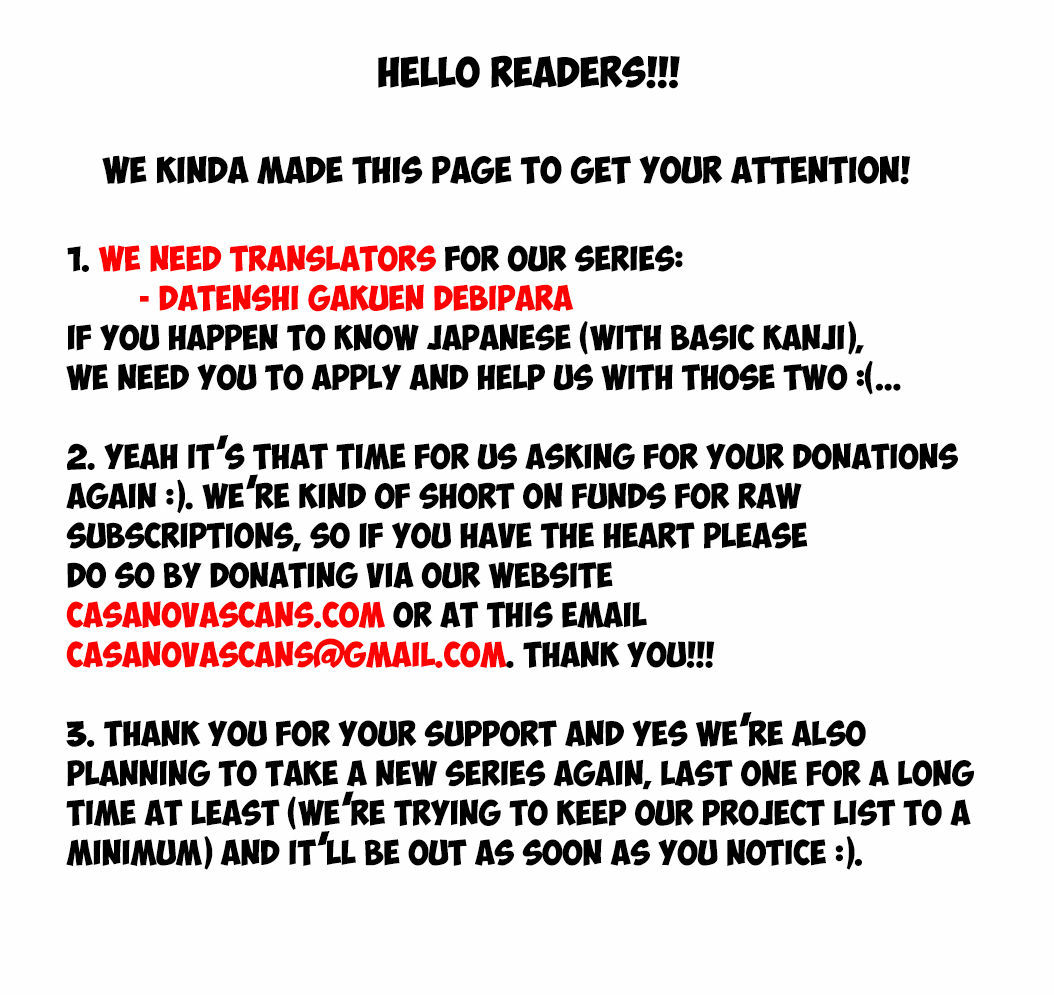 HELLO READERS!!!
WE KINDA MADE THIS PAGE TO GET YOUR ATTENTION!
1. WE NEED TRANSLATORS FOR OUR SERIES:
- DATENSHI GAKUEN DEBIPARA
IF YOU HAPPEN TO KNOW JAPANESE (WITH BASIC KANJI),
WE NEED YOU TO APPLY AND HELP US WITH THOSE TWO :(...
2. YEAH IT'S THAT TIME FOR US ASKING FOR YOUR DONATIONS
AGAIN :). WE'RE KIND OF SHORT ON FUNDS FOR RAW
SUBSCRIPTIONS, SO IF YOU HAVE THE HEART PLEASE
DO SO BY DONATING VIA OUR WEBSITE
CASANOVASCANS.COM OR AT THIS EMAIL
CASANOVASCANS@GMAIL.COM. THANK YOU!!!
3. THANK YOU FOR YOUR SUPPORT AND YES WE'RE ALSO
PLANNING TO TAKE A NEW SERIES AGAIN, LAST ONE FOR A LONG
TIME AT LEAST (WE'RE TRYING TO KEEP OUR PROJECT LIST TO A
MINIMUM) AND IT'LL BE OUT AS SOON AS YOU NOTICE :).